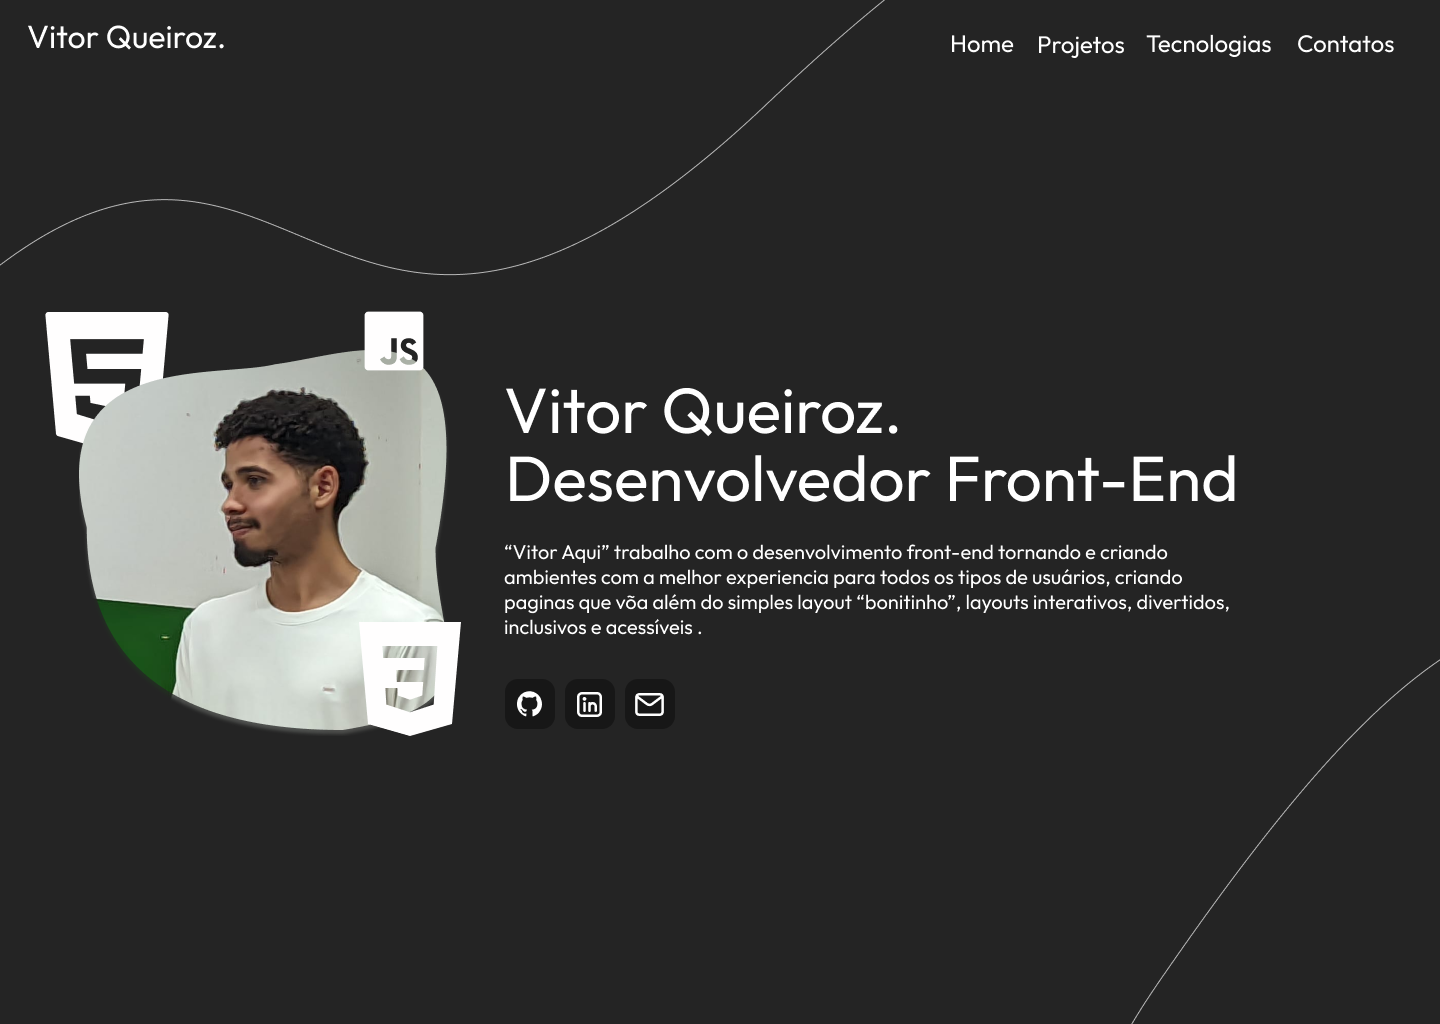 Vitor Queiroz.
Home Projetos Tecnologias Contatos
JS
Vitor Queiroz.
Desenvolvedor Front-End
“Vitor Aqui” trabalho com o desenvolvimento front-end tornando e criando
ambientes com a melhor experiencia para todos os tipos de usuários, criando
paginas que võa além do simples layout “bonitinho”, layouts interativos, divertidos,
inclusivos e acessíveis .
in